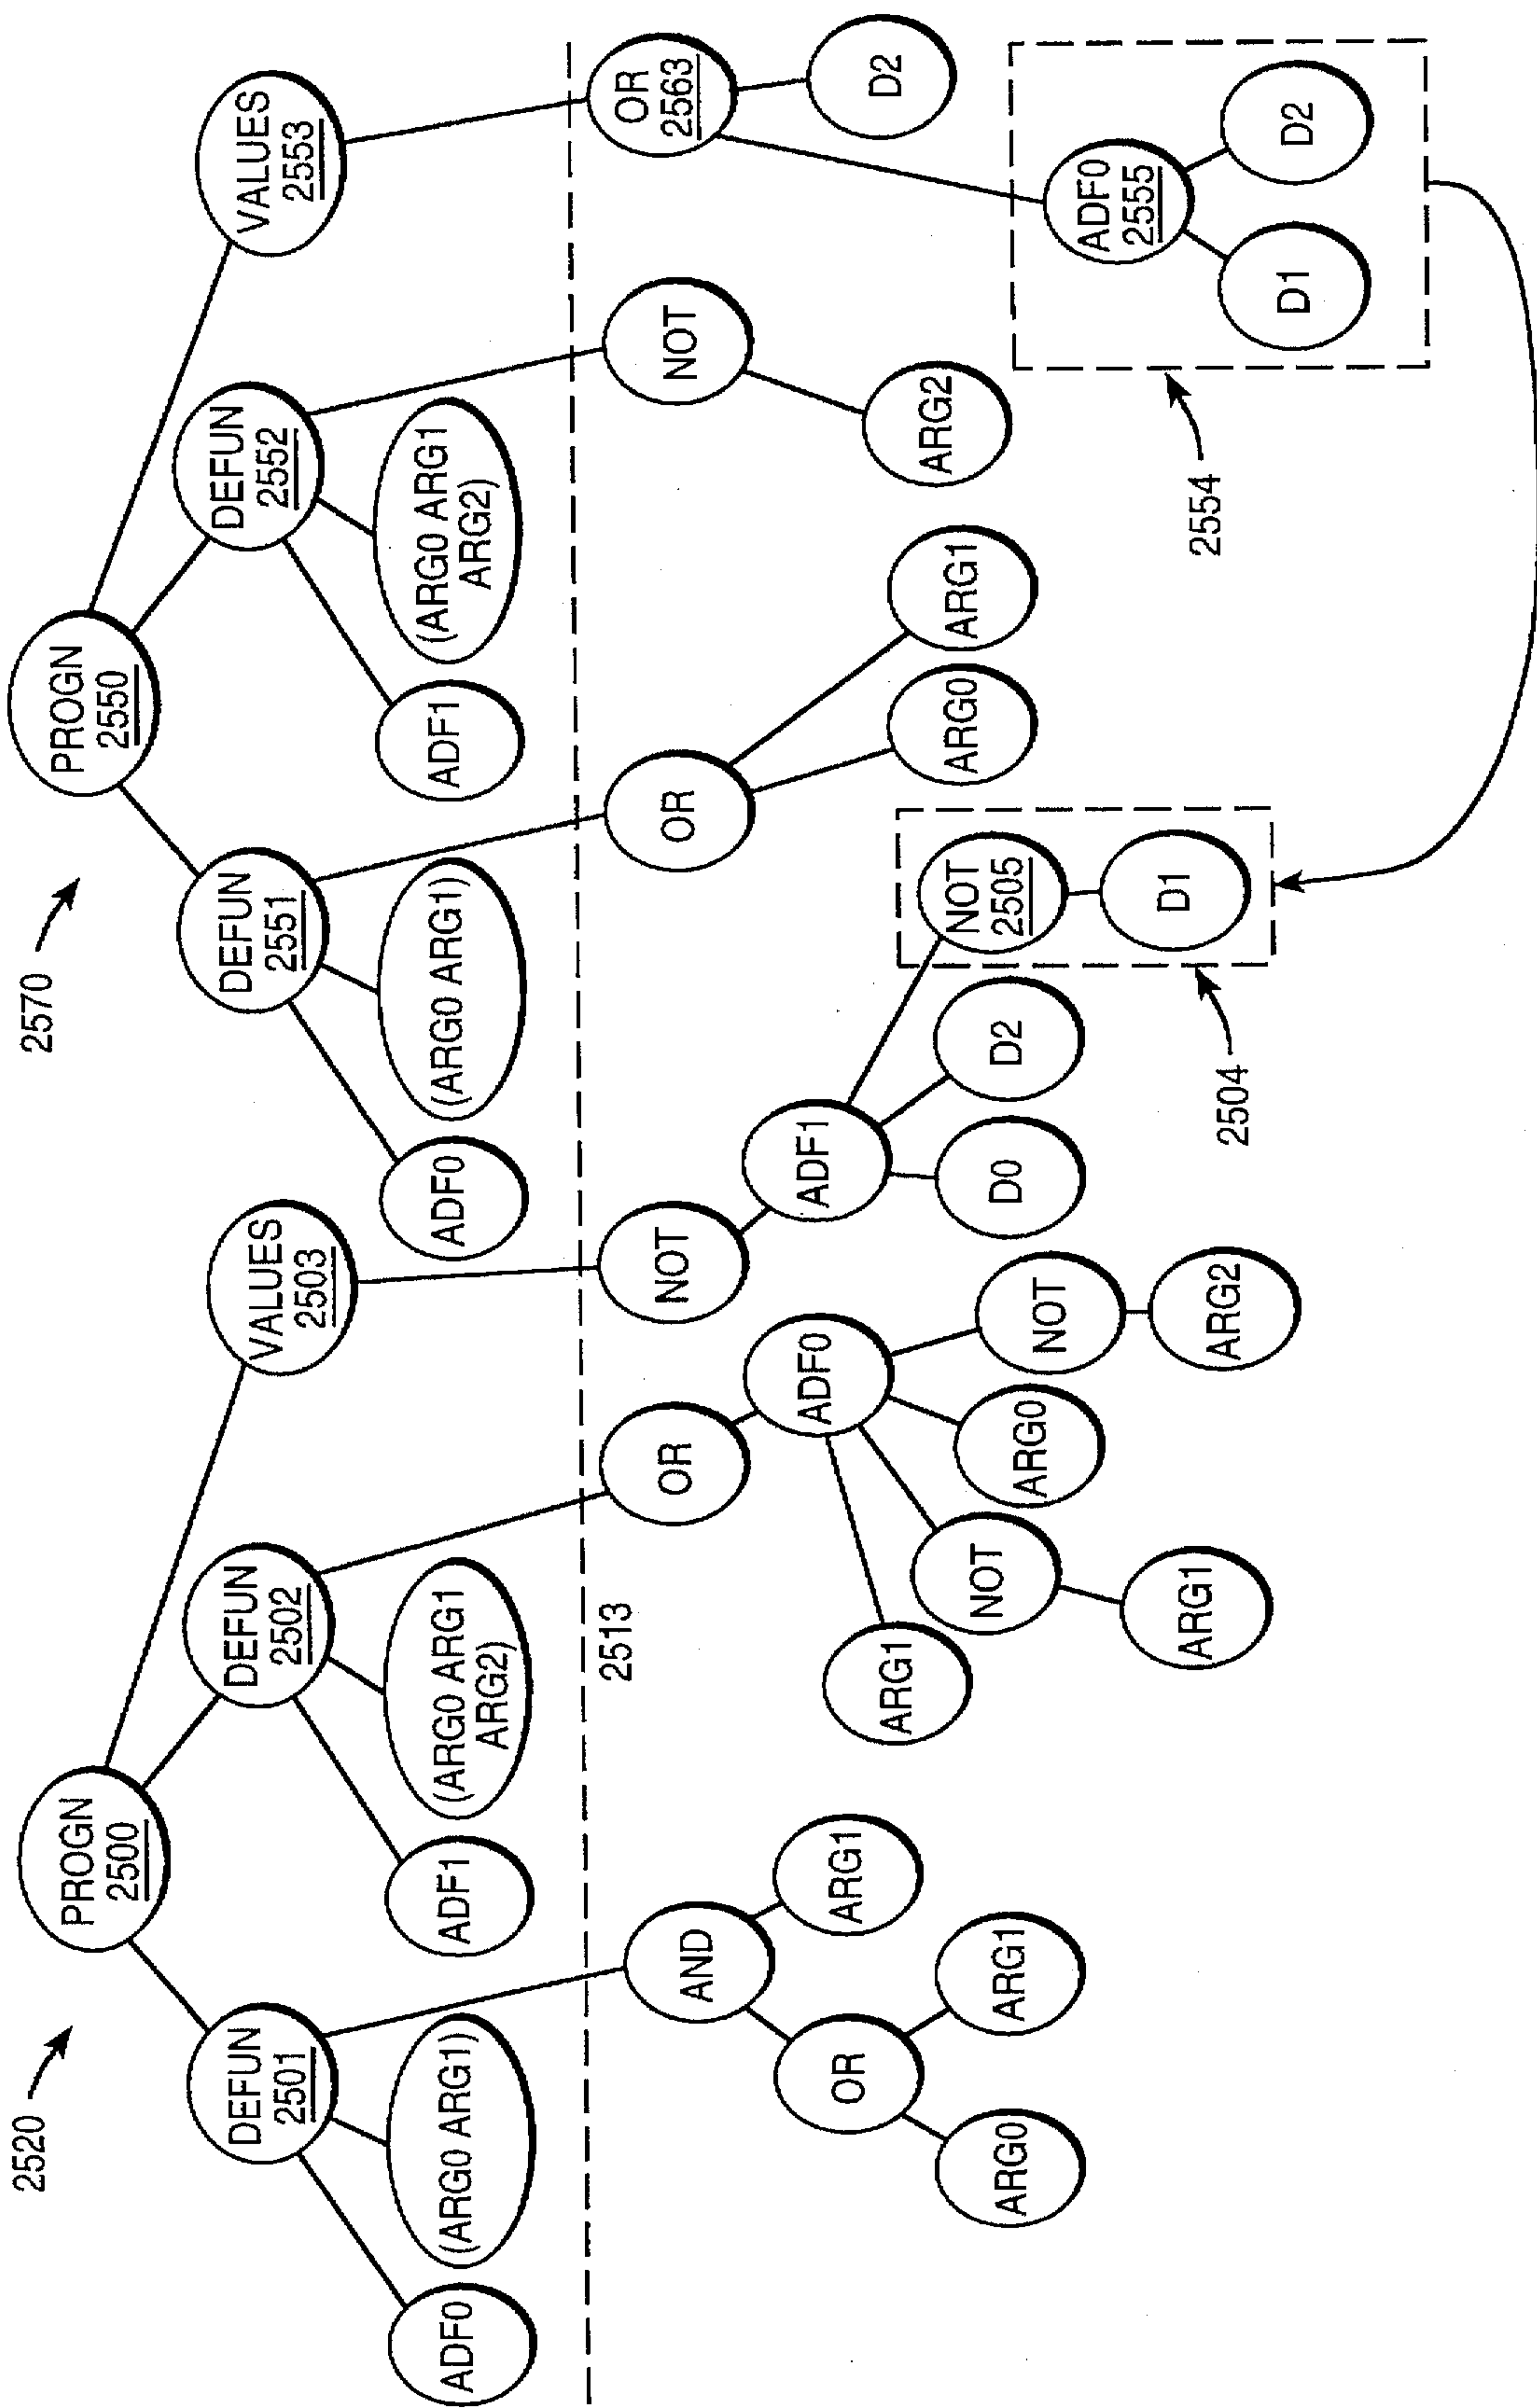 2520
PROGN
2500
DEFUN
2501
ADF0
(ARG0 ARG1)
DEFUN
2502
ADF1
(ARG0 ARG1
ARG2)
VALUES
2503
2513
AND
OR
ARG1
ARG0
ARG1
OR
ADF0
ARG1
NOT
ARG1
ARG0
NOT
ARG2
NOT
ADF1
D0
D2
NOT
2505
D1
2504
2570
PROGN
2550
DEFUN
2551
ADF0
(ARG0 ARG1)
DEFUN
2552
ADF1
(ARG0 ARG1
ARG2)
VALUES
2553
OR
ARG0
ARG1
NOT
ARG2
OR
2563
D2
ADF0
2555
D1
D2
2554